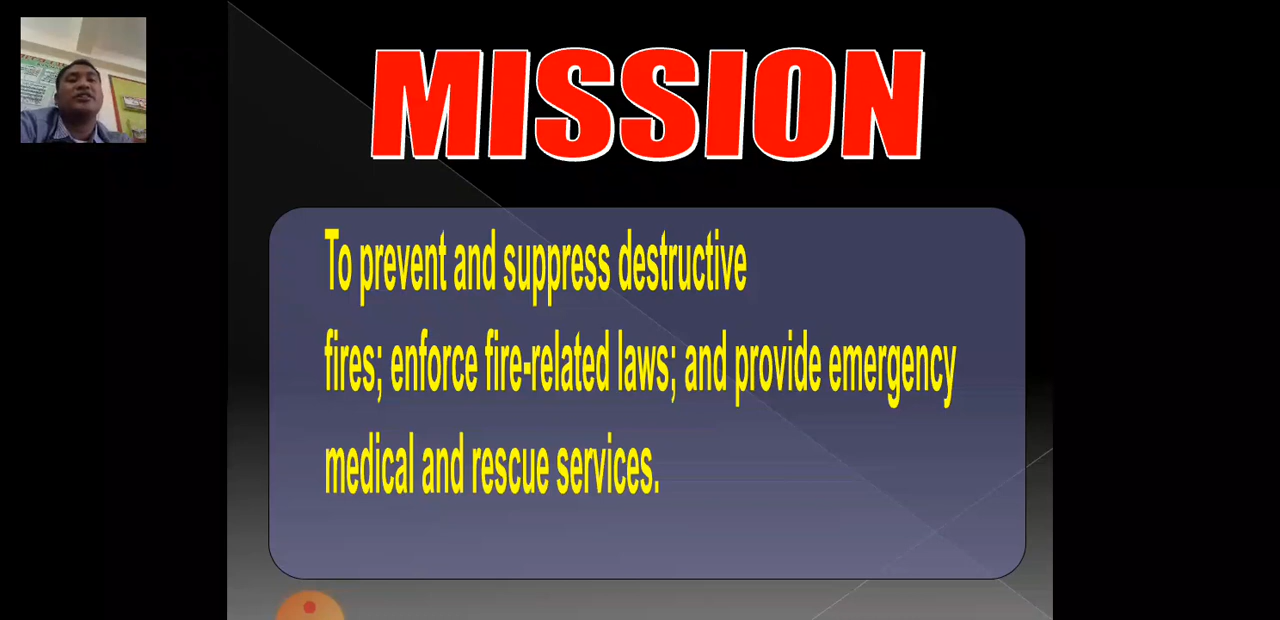 MISSION
To prevent and suppress destructive
fires; enforce fire-related laws; and provide emergency
medical and rescue services.